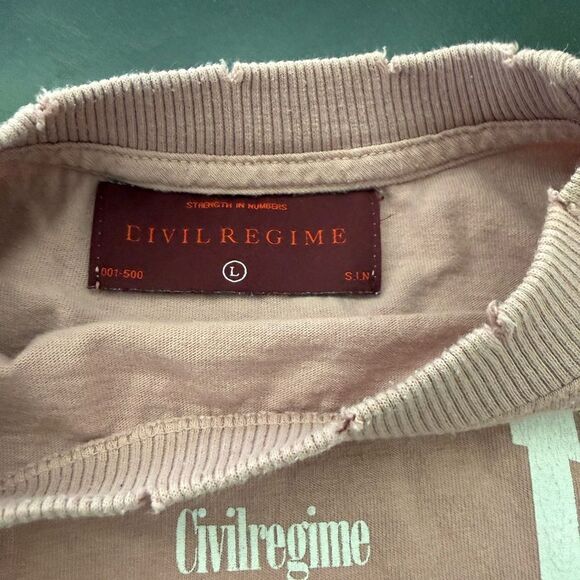 STRENGTH IN NUMBERS
CIVIL REGIME
L
001-500 S.I.N
Civilregime